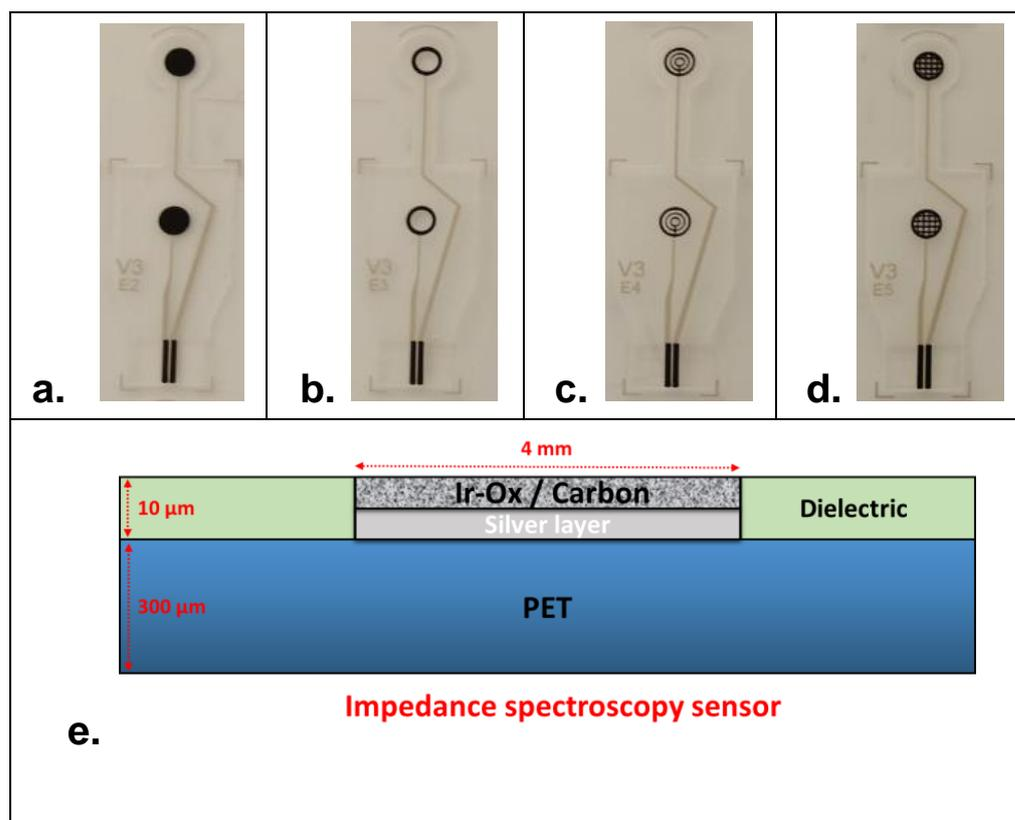 V3
E2
a.
V3
E3
b.
V3
E4
c.
V3
E5
d.
4 mm
10 µm
Ir-Ox / Carbon
Silver layer
Dielectric
300 µm
PET
Impedance spectroscopy sensor
e.